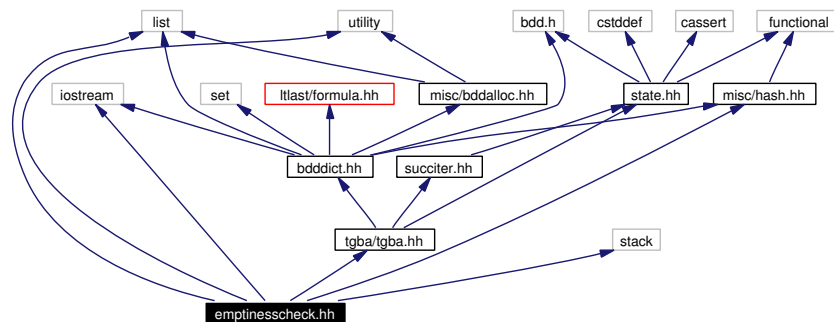 list
utility
bdd.h
cstddef
cassert
functional
iostream
set
ltlast/formula.hh
misc/bddalloc.hh
state.hh
misc/hash.hh
bdddict.hh
succiter.hh
tgba/tgba.hh
stack
emptinesscheck.hh